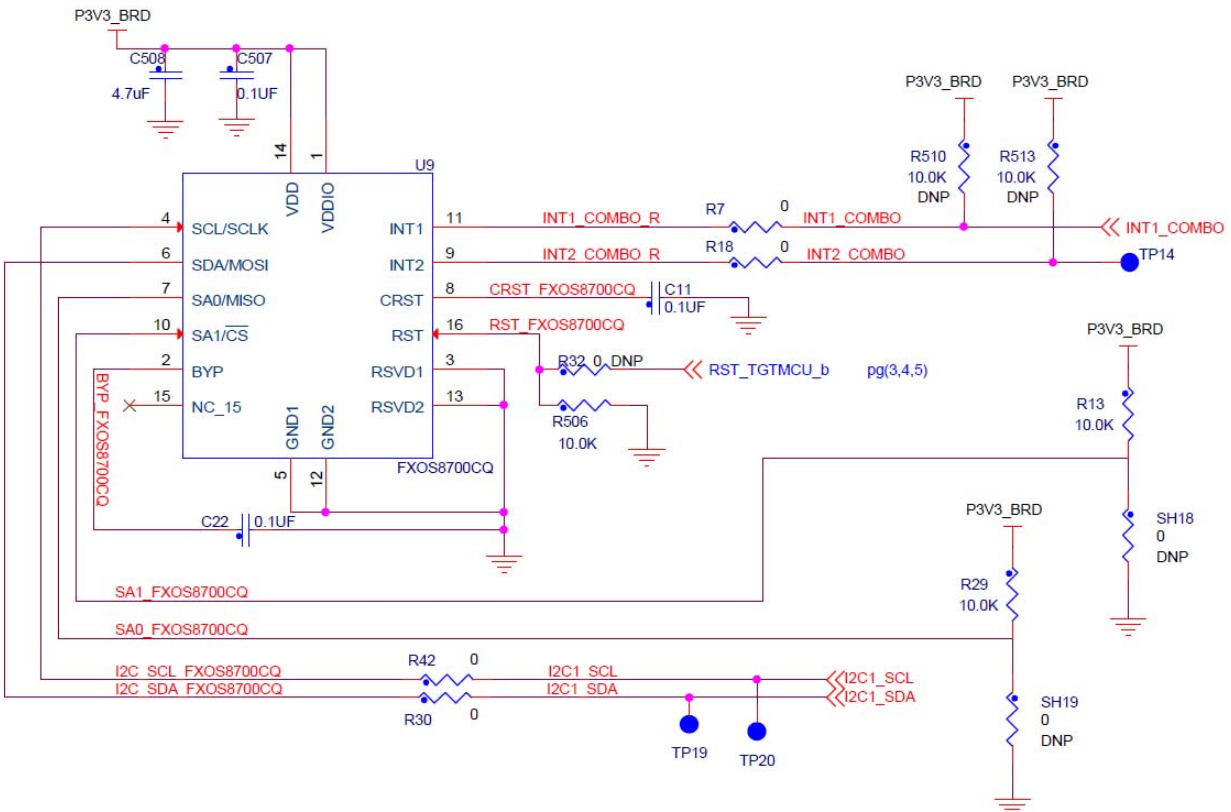 P3V3_BRD
C508
C507
4.7uF
0.1UF
P3V3_BRD
P3V3_BRD
14
1
U9
R510
10.0K
DNP
R513
10.0K
DNP
VDD
VDDIO
4
SCL/SCLK
INT1
11
INT1_COMBO_R
R7
0
INT1_COMBO
INT1_COMBO
6
SDA/MOSI
INT2
9
INT2_COMBO_R
R18
0
INT2_COMBO
TP14
7
SA0/MISO
CRST
8
CRST_FXOS8700CQ
C11
0.1UF
10
SA1/CS
RST
16
RST_FXOS8700CQ
P3V3_BRD
2
BYP
RSVD1
3
R32
0
DNP
RST_TGTMCU_b
pg(3,4,5)
15
NC_15
RSVD2
13
R506
10.0K
R13
10.0K
BYP_FXOS8700CQ
GND1
GND2
5
12
FXOS8700CQ
C22
0.1UF
P3V3_BRD
SH18
0
DNP
SA1_FXOS8700CQ
R29
10.0K
SA0_FXOS8700CQ
I2C_SCL_FXOS8700CQ
R42
0
I2C1_SCL
I2C1_SCL
I2C_SDA_FXOS8700CQ
R30
0
I2C1_SDA
I2C1_SDA
SH19
0
DNP
TP19
TP20